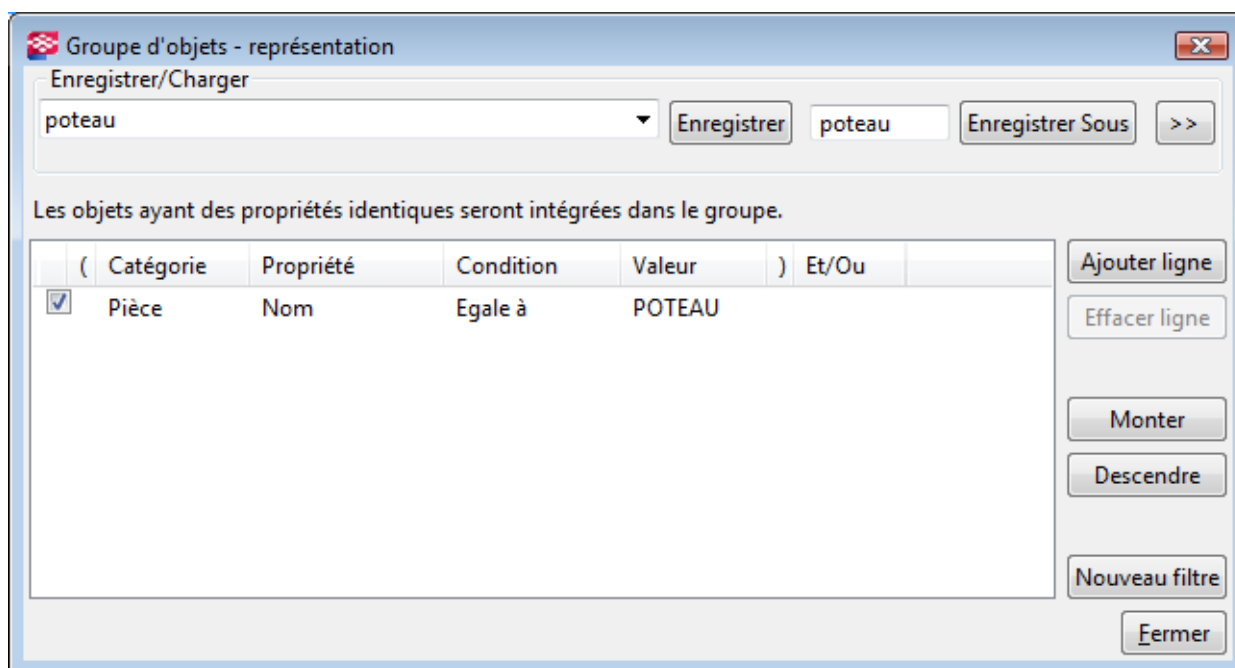 Groupe d'objets - représentation
Enregistrer/Charger
poteau Enregistrer poteau Enregistrer Sous >>
Les objets ayant des propriétés identiques seront intégrées dans le groupe.
( Catégorie Propriété Condition Valeur ) Et/Ou
Pièce Nom Egale à POTEAU
Ajouter ligne
Effacer ligne
Monter
Descendre
Nouveau filtre
Fermer